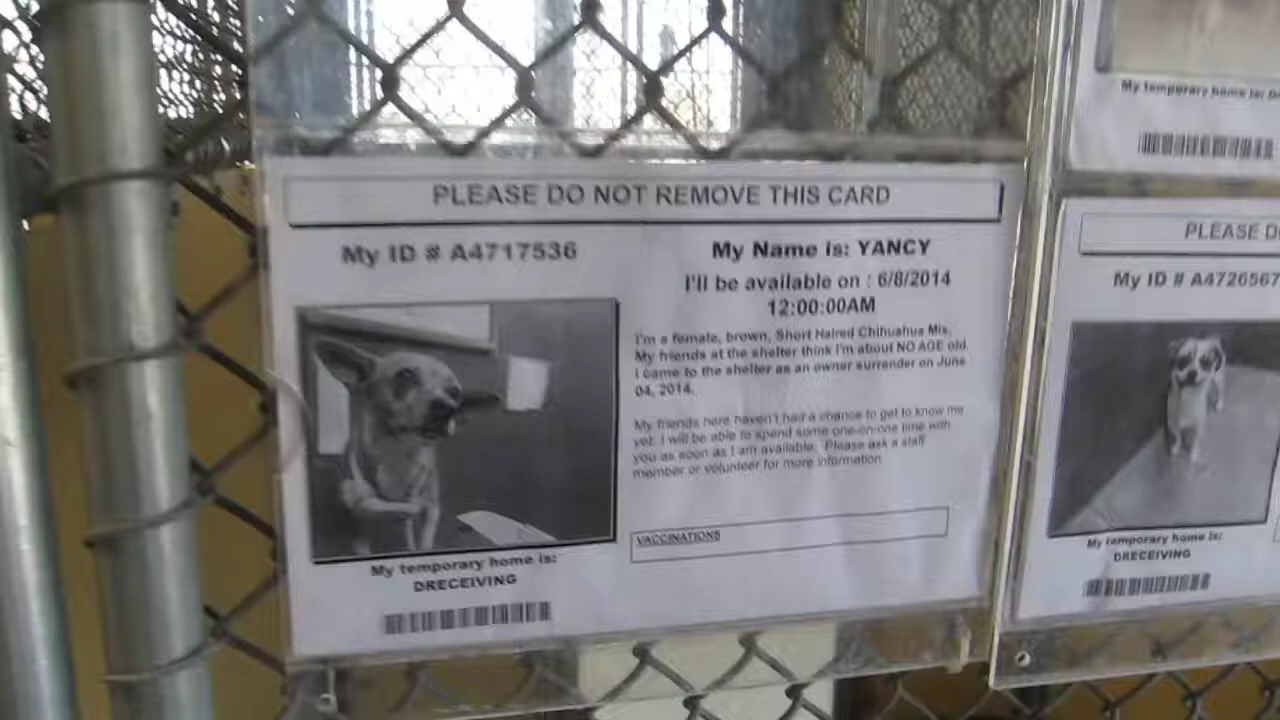 PLEASE DO NOT REMOVE THIS CARD
My ID # A4717536
My Name Is: YANCY
I'll be available on : 6/8/2014
12:00:00AM
I'm a female, brown, Short Haired Chihuahua Mix.
My friends at the shelter think I'm about NO AGE old.
I came to the shelter as an owner surrender on June
04, 2014.
My friends here haven't had a chance to get to know me
yet. I will be able to spend some one-on-one time with
you as soon as I am available. Please ask a staff
member or volunteer for more information.
VACCINATIONS
My temporary home is:
DRECEIVING
My temporary home is:
PLEASE D
My ID # A4726567
My temporary home is:
DRECEIVING